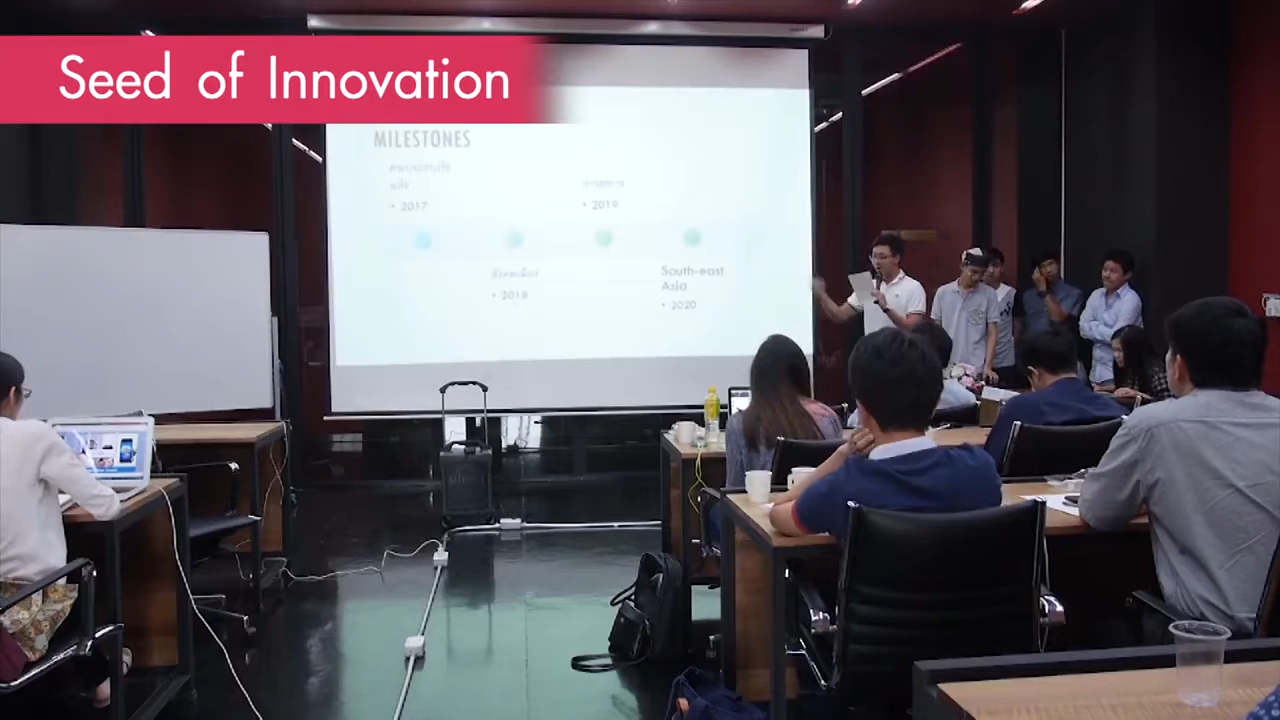 Seed of Innovation
MILESTONES
• 2017
• 2019
• 2018
South-east
Asia
• 2020